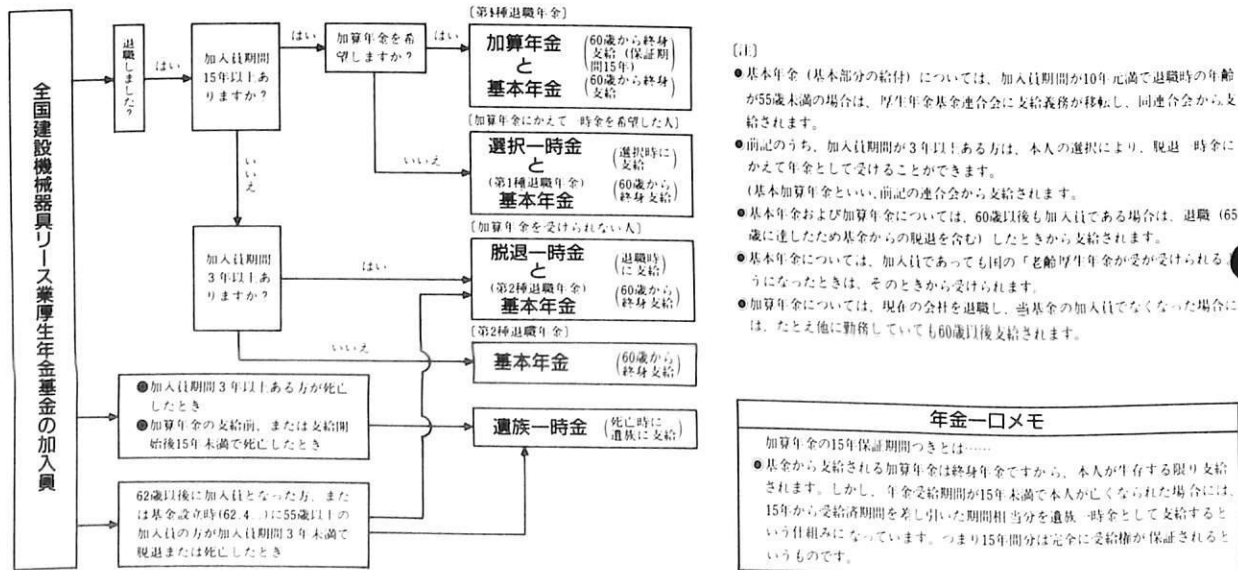 全国建設機械器具リース業厚生年金基金の加入員
退職しました?
はい
加入員期間
15年以上あ
りますか?
はい
加算年金を希
望しますか?
はい
いいえ
いいえ
加入員期間
3年以上あ
りますか?
はい
いいえ
[第1種退職年金]
加算年金
(60歳から終身
支給(保証期
間15年))
と
基本年金
(60歳から終身
支給)
[加算年金にかえて一時金を希望した人]
選択一時金
(選択時に
支給)
と
(第1種退職年金)
基本年金
(60歳から
終身支給)
[加算年金を受けられない人]
脱退一時金
(退職時
に支給)
と
(第2種退職年金)
基本年金
(60歳から
終身支給)
[第2種退職年金]
基本年金
(60歳から
終身支給)
●加入員期間3年以上ある方が死亡
したとき
●加算年金の支給前、または支給開
始後15年未満で死亡したとき
遺族一時金
(死亡時に
遺族に支給)
62歳以後に加入員となった方、また
は基金設立時(62.4..)に55歳以上の
加入員の方が加入員期間3年未満で
脱退または死亡したとき
[注]
●基本年金(基本部分の給付)については、加入員期間が10年未満で退職時の年齢
が55歳未満の場合は、厚生年金基金連合会に支給義務が移転し、同連合会から支
給されます。
●前記のうち、加入員期間が3年以上ある方は、本人の選択により、脱退一時金に
かえて年金として受けることができます。
(基本加算年金といい、前記の連合会から支給されます。
●基本年金および加算年金については、60歳以後も加入員である場合は、退職(65
歳に達したため基金からの脱退を含む)したときから支給されます。
●基本年金については、加入員であっても国の「老齢厚生年金が受が受けられるよ
うになったときは、そのときから受けられます。
●加算年金については、現在の会社を退職し、当基金の加入員でなくなった場合に
は、たとえ他に勤務していても60歳以後支給されます。
年金一口メモ
加算年金の15年保証期間つきとは……
●基金から支給される加算年金は終身年金ですから、本人が生存する限り支給
されます。しかし、年金受給期間が15年未満で本人が亡くなられた場合には、
15年から受給済期間を差し引いた期間相当分を遺族一時金として支給すると
いう仕組みになっています。つまり15年間分は完全に受給権が保証されると
いうものです。